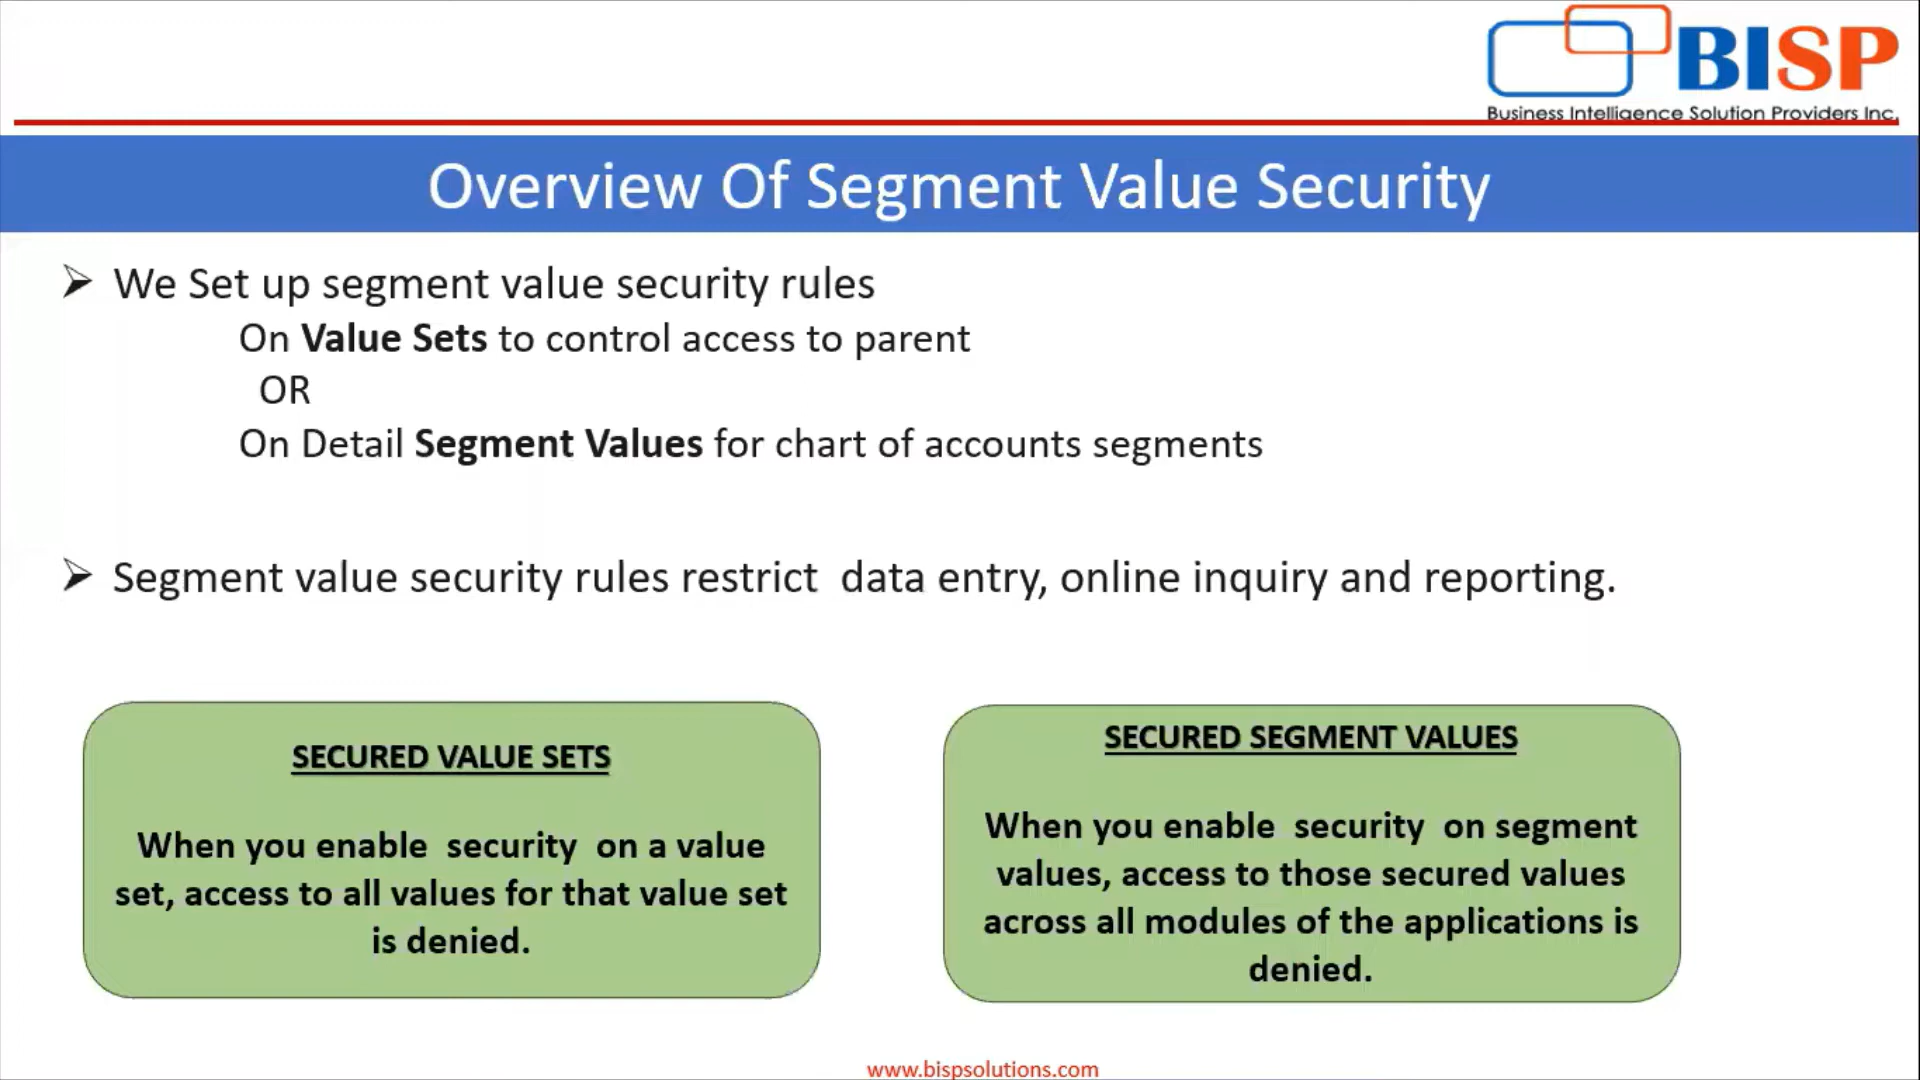 BISP
Business Intelligence Solution Providers Inc.
Overview Of Segment Value Security
➢ We Set up segment value security rules
On Value Sets to control access to parent
OR
On Detail Segment Values for chart of accounts segments
➢ Segment value security rules restrict  data entry, online inquiry and reporting.
SECURED VALUE SETS
When you enable  security  on a value
set, access to all values for that value set
is denied.
SECURED SEGMENT VALUES
When you enable  security  on segment
values, access to those secured values
across all modules of the applications is
denied.
www.bispsolutions.com